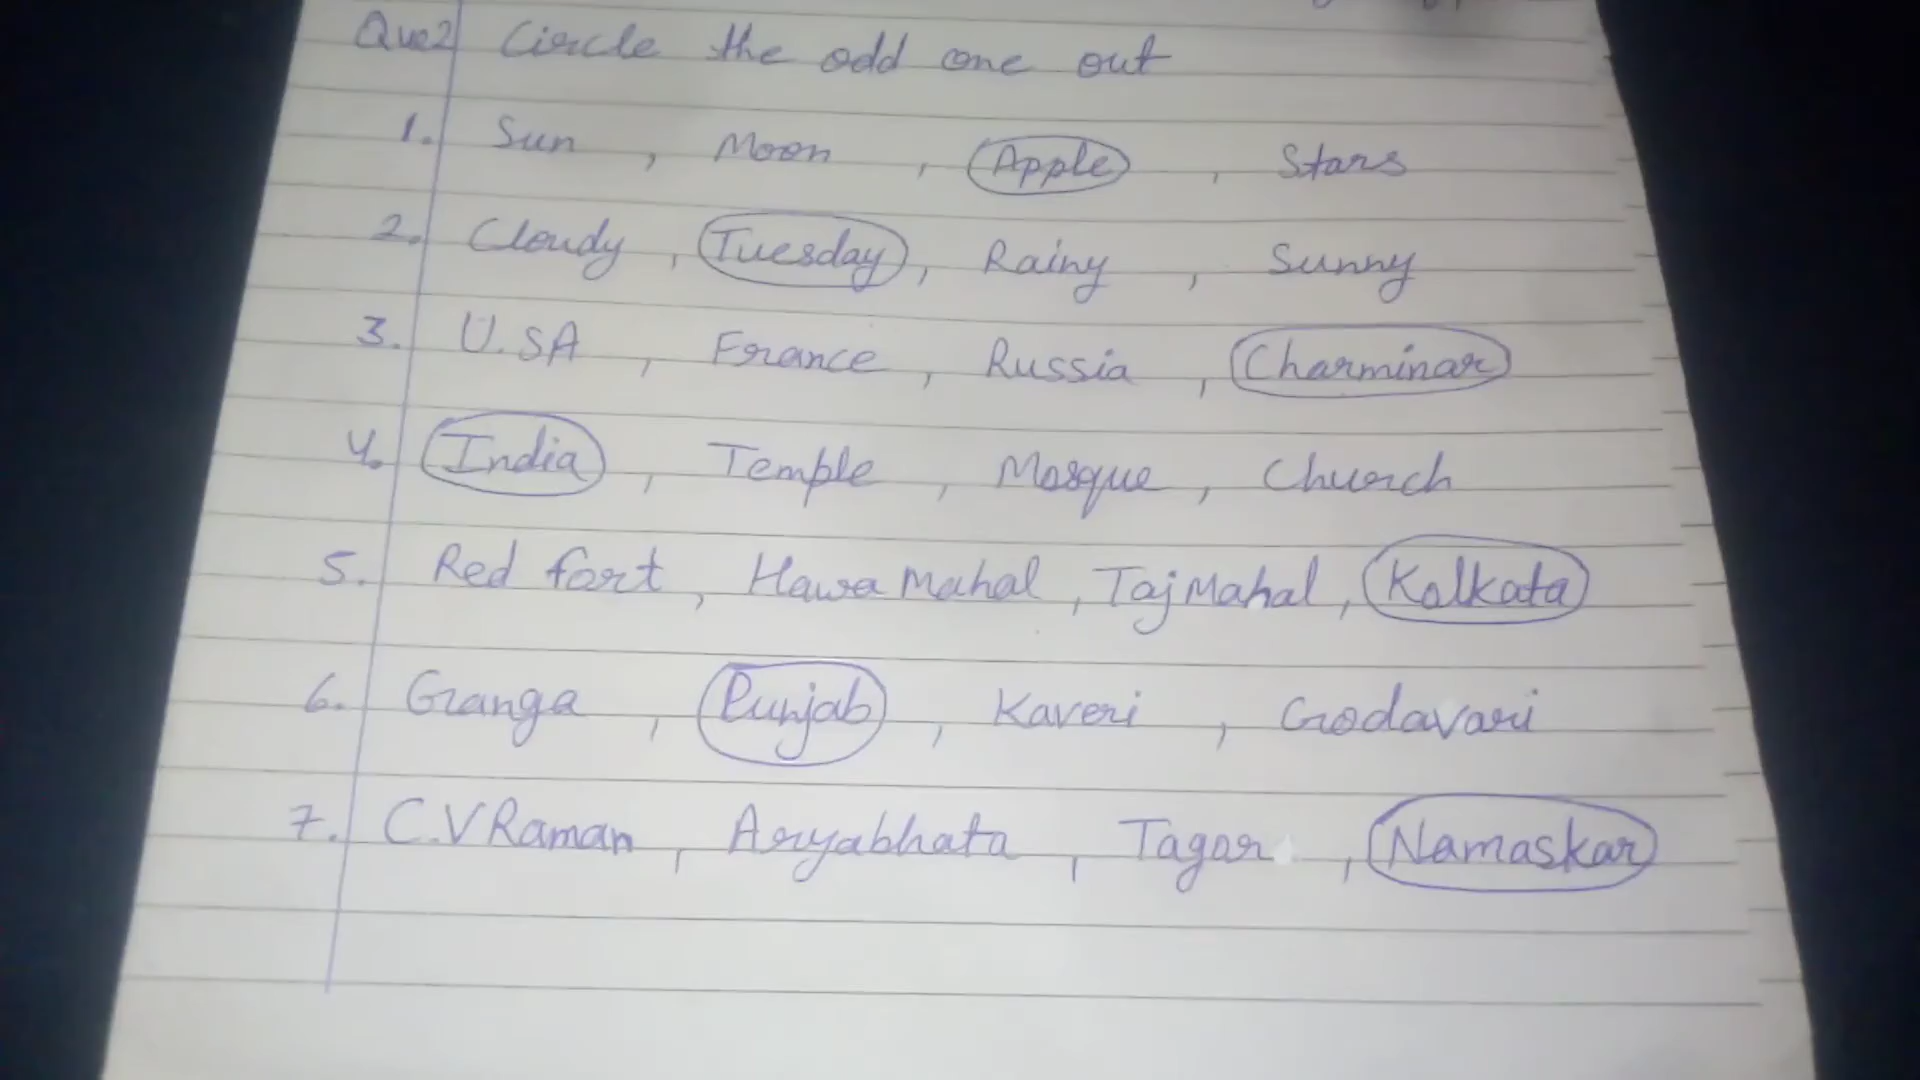 Que2 Circle the odd one out
1. Sun , Moon , Apple , Stars
2. Cloudy , Tuesday , Rainy , Sunny
3. U.SA , France , Russia , Charminar
4. India , Temple , Mosque , Church
5. Red fort , Hawa Mahal , Taj Mahal , Kolkata
6. Ganga , Punjab , Kaveri , Godavari
7. C.V Raman , Aryabhata , Tagor , Namaskar